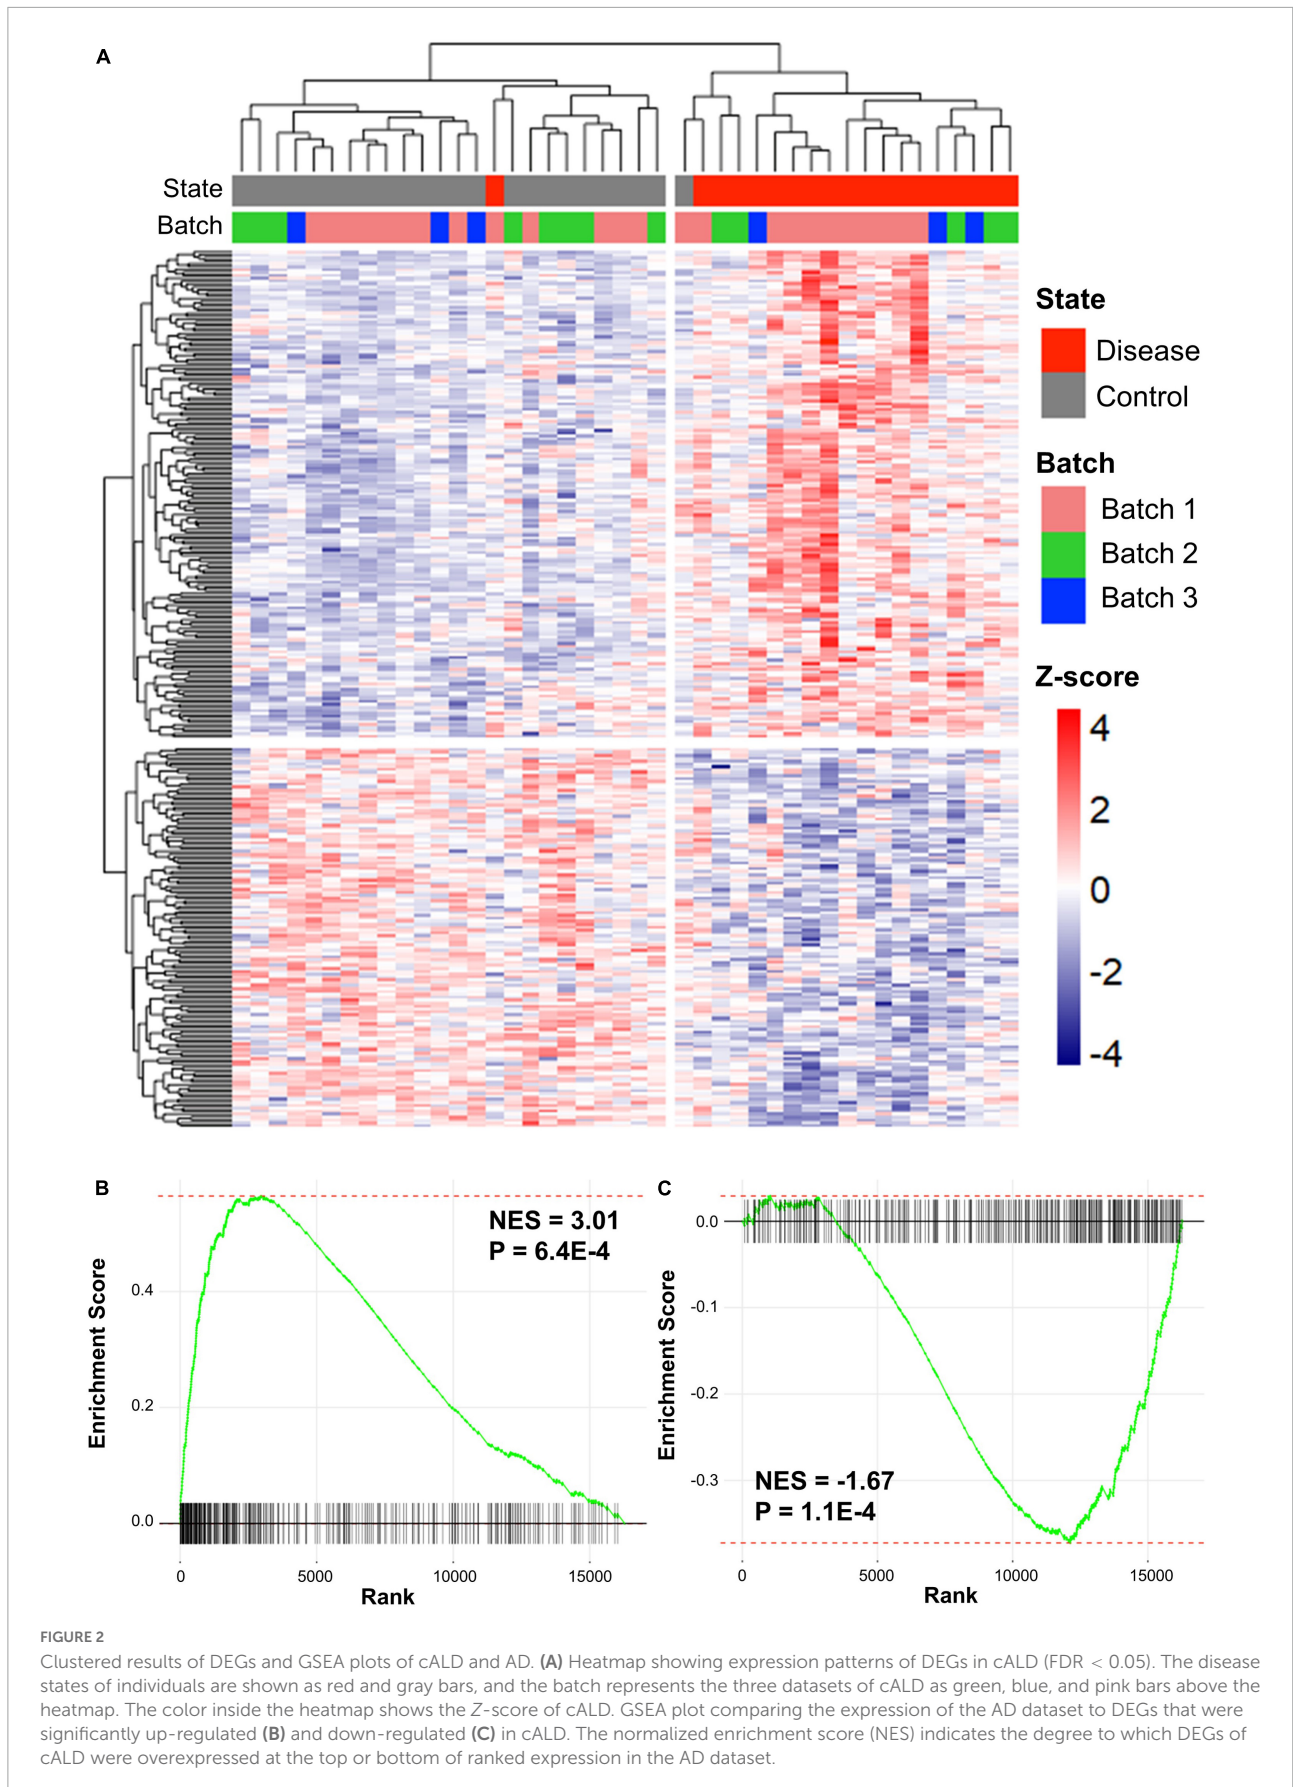 A
State
Batch
State
Disease
Control
Batch
Batch 1
Batch 2
Batch 3
Z-score
4
2
0
-2
-4
B
NES = 3.01
P = 6.4E-4
Enrichment Score
0.4
0.2
0.0
0
5000
10000
15000
Rank
C
0.0
-0.1
-0.2
-0.3
Enrichment Score
NES = -1.67
P = 1.1E-4
0
5000
10000
15000
Rank
FIGURE 2
Clustered results of DEGs and GSEA plots of cALD and AD. (A) Heatmap showing expression patterns of DEGs in cALD (FDR < 0.05). The disease
states of individuals are shown as red and gray bars, and the batch represents the three datasets of cALD as green, blue, and pink bars above the
heatmap. The color inside the heatmap shows the Z-score of cALD. GSEA plot comparing the expression of the AD dataset to DEGs that were
significantly up-regulated (B) and down-regulated (C) in cALD. The normalized enrichment score (NES) indicates the degree to which DEGs of
cALD were overexpressed at the top or bottom of ranked expression in the AD dataset.